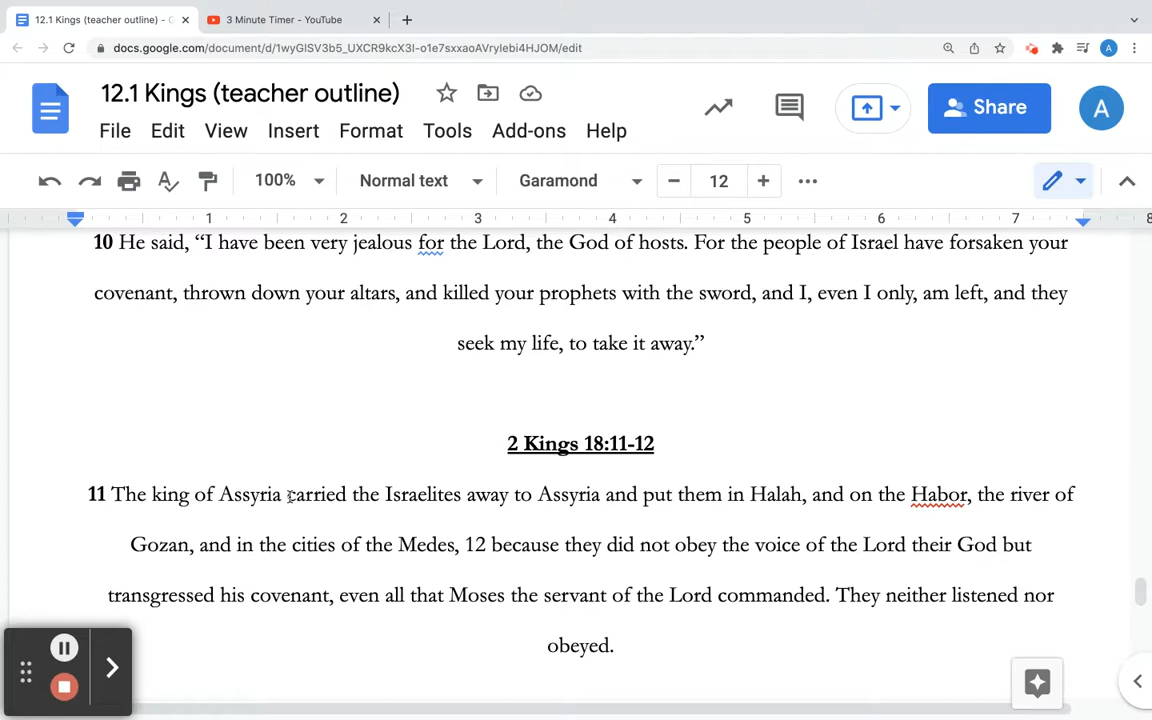 12.1 Kings (teacher outline) - G
3 Minute Timer - YouTube
docs.google.com/document/d/1wyGlSV3b5_UXCR9kcX3I-o1e7sxxaoAVrylebi4HJOM/edit
A
12.1 Kings (teacher outline)
File Edit View Insert Format Tools Add-ons Help
Share
A
100% Normal text Garamond 12
1 2 3 4 5 6 7 8
10 He said, “I have been very jealous for the Lord, the God of hosts. For the people of Israel have forsaken your
covenant, thrown down your altars, and killed your prophets with the sword, and I, even I only, am left, and they
seek my life, to take it away.”
2 Kings 18:11-12
11 The king of Assyria carried the Israelites away to Assyria and put them in Halah, and on the Habor, the river of
Gozan, and in the cities of the Medes, 12 because they did not obey the voice of the Lord their God but
transgressed his covenant, even all that Moses the servant of the Lord commanded. They neither listened nor
obeyed.